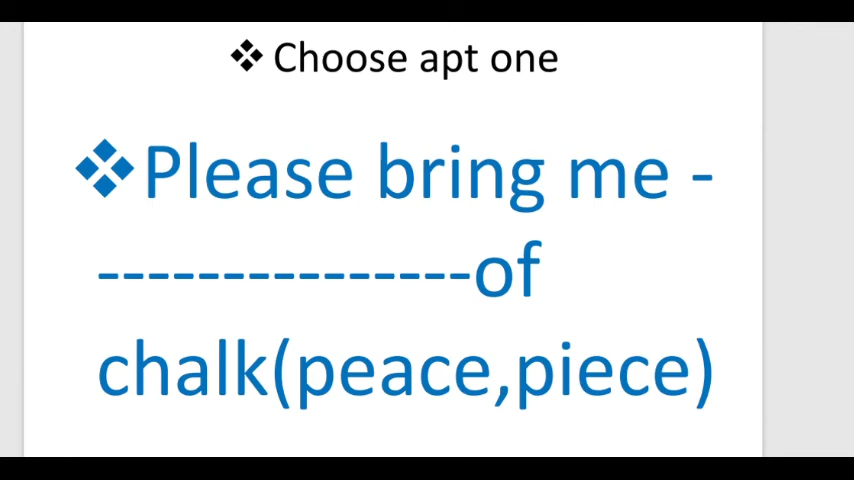 ❖ Choose apt one
❖Please bring me -
---------------of
chalk(peace,piece)